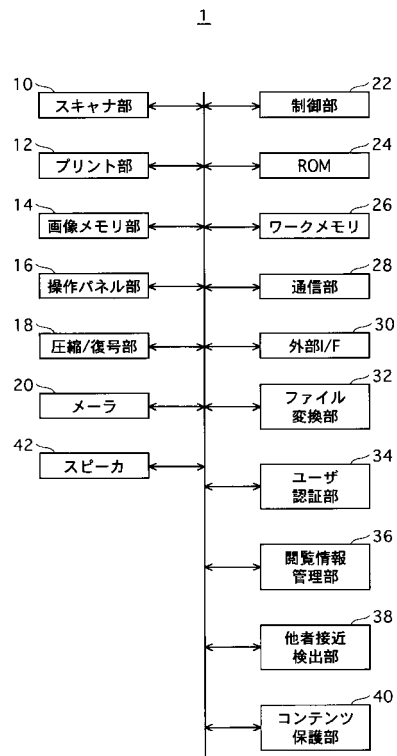 1
10
スキャナ部
22
制御部
12
プリント部
24
ROM
14
画像メモリ部
26
ワークメモリ
16
操作パネル部
28
通信部
18
圧縮/復号部
30
外部I/F
20
メーラ
32
ファイル
変換部
42
スピーカ
34
ユーザ
認証部
36
閲覧情報
管理部
38
他者接近
検出部
40
コンテンツ
保護部